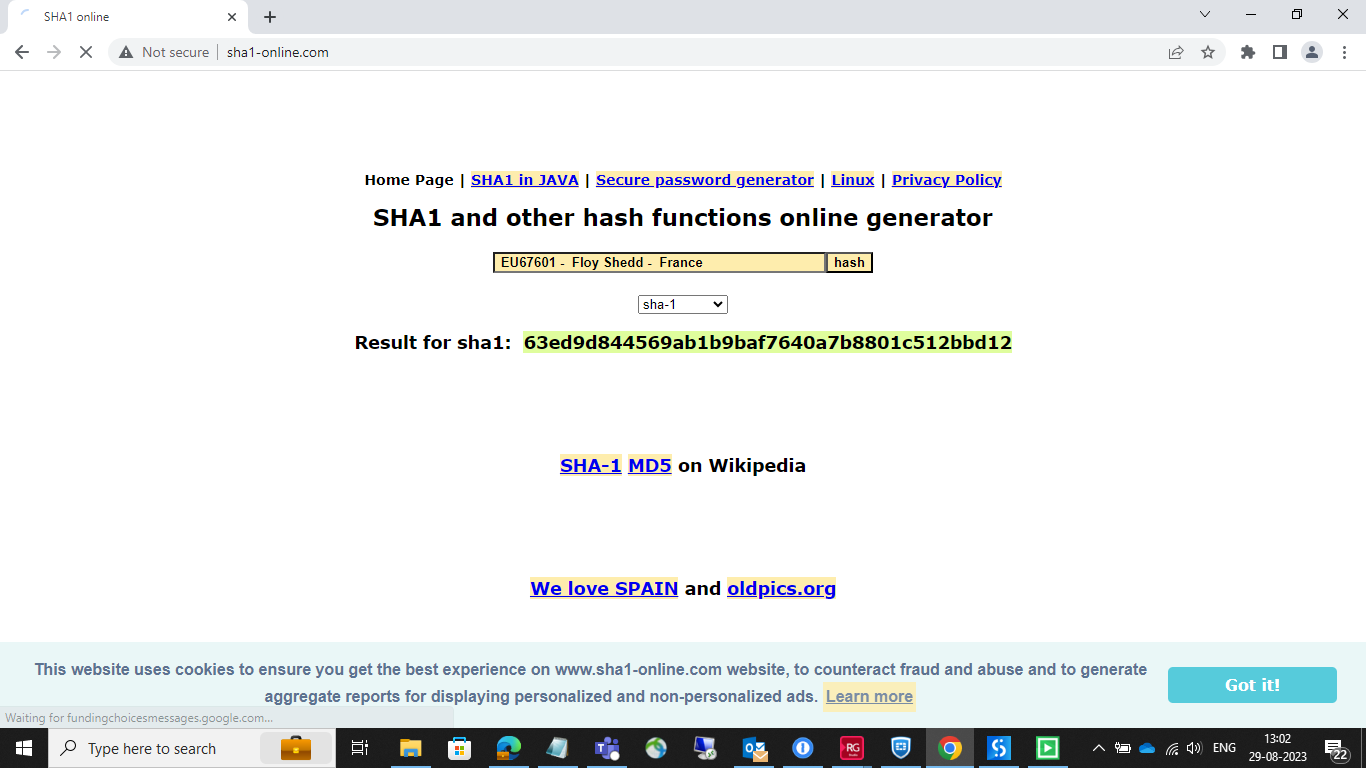 SHA1 online
Not secure
sha1-online.com
Home Page | SHA1 in JAVA | Secure password generator | Linux | Privacy Policy
SHA1 and other hash functions online generator
EU67601 - Floy Shedd - France hash
sha-1
Result for sha1: 63ed9d844569ab1b9baf7640a7b8801c512bbd12
SHA-1 MD5 on Wikipedia
We love SPAIN and oldpics.org
This website uses cookies to ensure you get the best experience on www.sha1-online.com website, to counteract fraud and abuse and to generate
aggregate reports for displaying personalized and non-personalized ads. Learn more
Got it!
Waiting for fundingchoicesmessages.google.com...
Type here to search
RG
ENG
13:02
29-08-2023
22